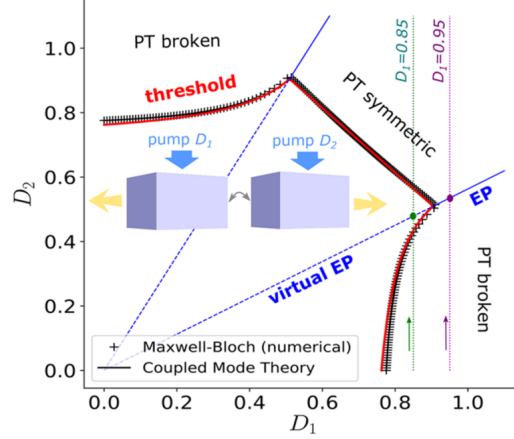 PT broken
threshold
PT symmetric
D₁=0.85
D₁=0.95
pump D₁
pump D₂
EP
virtual EP
PT broken
Maxwell-Bloch (numerical)
Coupled Mode Theory
D₂
1.0
0.8
0.6
0.4
0.2
0.0
0.0 0.2 0.4 0.6 0.8 1.0
D₁